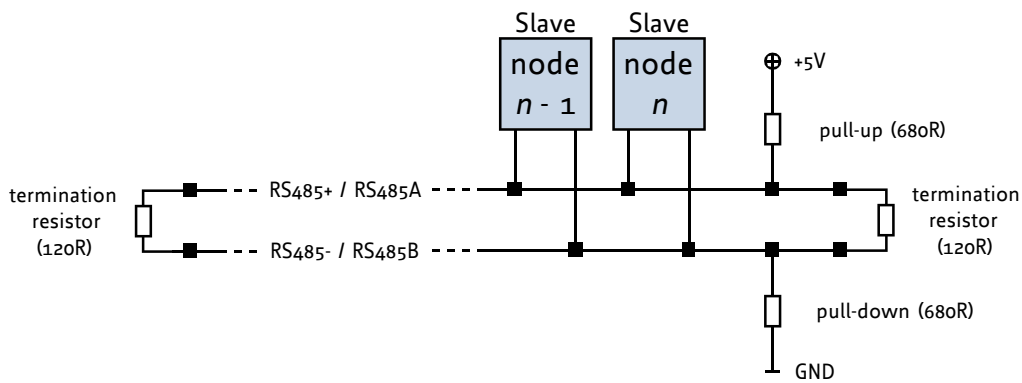 Slave
Slave
node
n - 1
node
n
+5V
pull-up (680R)
termination
resistor
(120R)
RS485+ / RS485A
RS485- / RS485B
termination
resistor
(120R)
pull-down (680R)
GND